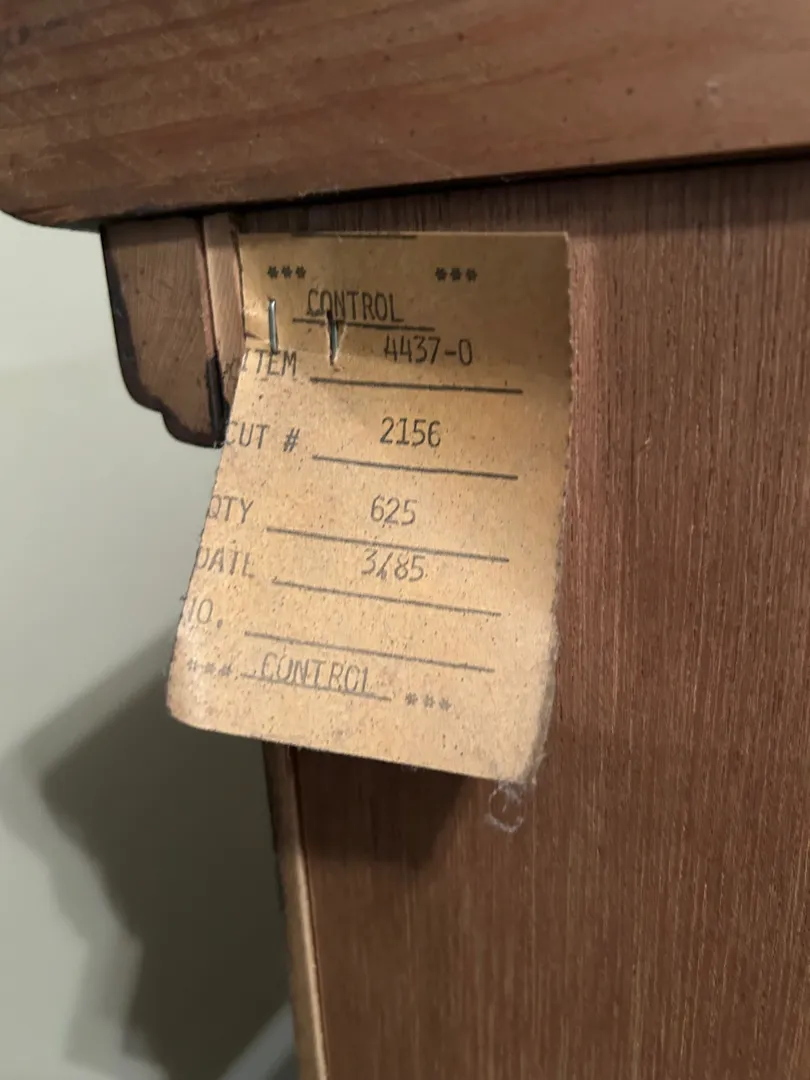 *** ***
CONTROL
ITEM 4437-0
CUT # 2156
QTY 625
DATE 3/85
NO.
*** CONTROL ***